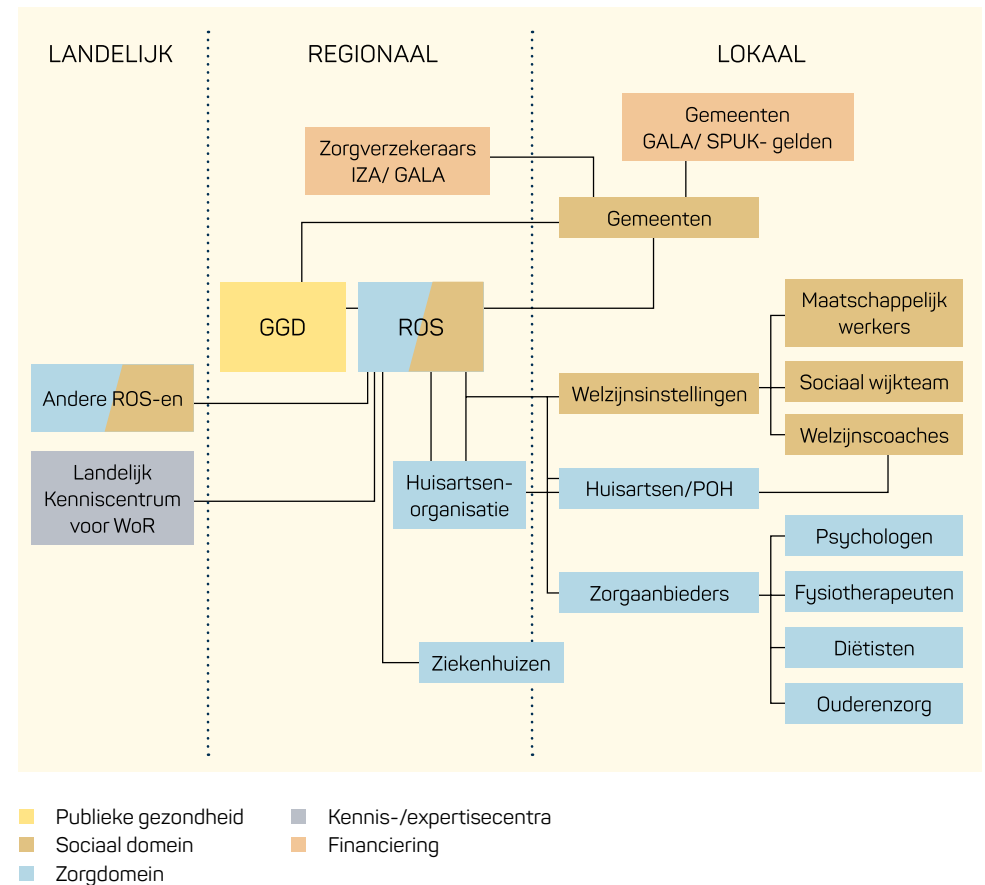 LANDELIJK
REGIONAAL
LOKAAL
Zorgverzekeraars
IZA/ GALA
Gemeenten
GALA/ SPUK- gelden
Gemeenten
GGD
ROS
Andere ROS-en
Landelijk
Kenniscentrum
voor WoR
Huisartsen-
organisatie
Ziekenhuizen
Welzijnsinstellingen
Huisartsen/POH
Zorgaanbieders
Maatschappelijk
werkers
Sociaal wijkteam
Welzijnscoaches
Psychologen
Fysiotherapeuten
Diëtisten
Ouderenzorg
Publieke gezondheid
Sociaal domein
Zorgdomein
Kennis-/expertisecentra
Financiering